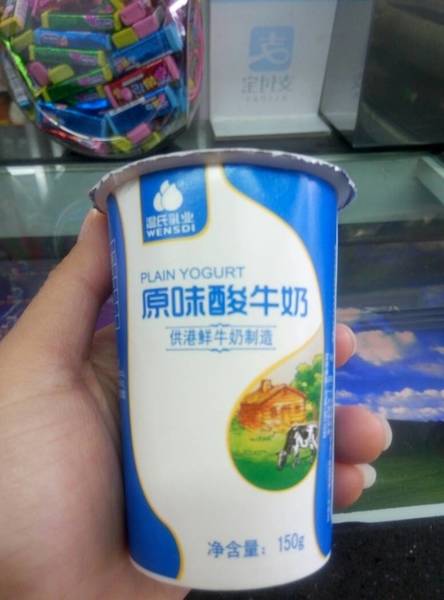 宝付支
温氏乳业
WENSDI
PLAIN YOGURT
原味酸牛奶
供港鲜牛奶制造
净含量： 150g